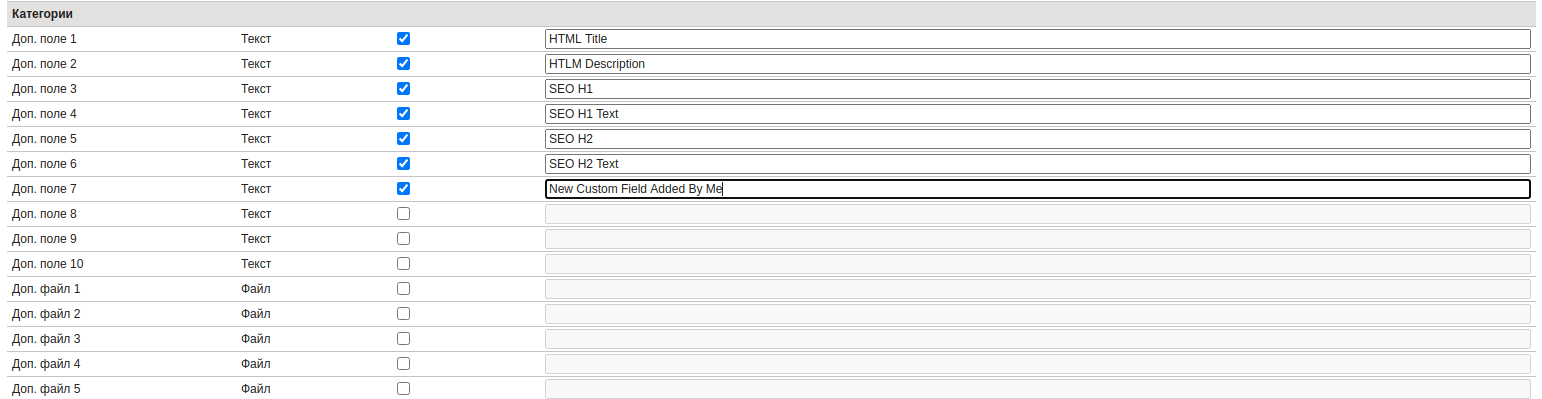 Категории
Доп. поле 1 Текст HTML Title
Доп. поле 2 Текст HTLM Description
Доп. поле 3 Текст SEO H1
Доп. поле 4 Текст SEO H1 Text
Доп. поле 5 Текст SEO H2
Доп. поле 6 Текст SEO H2 Text
Доп. поле 7 Текст New Custom Field Added By Me
Доп. поле 8 Текст
Доп. поле 9 Текст
Доп. поле 10 Текст
Доп. файл 1 Файл
Доп. файл 2 Файл
Доп. файл 3 Файл
Доп. файл 4 Файл
Доп. файл 5 Файл